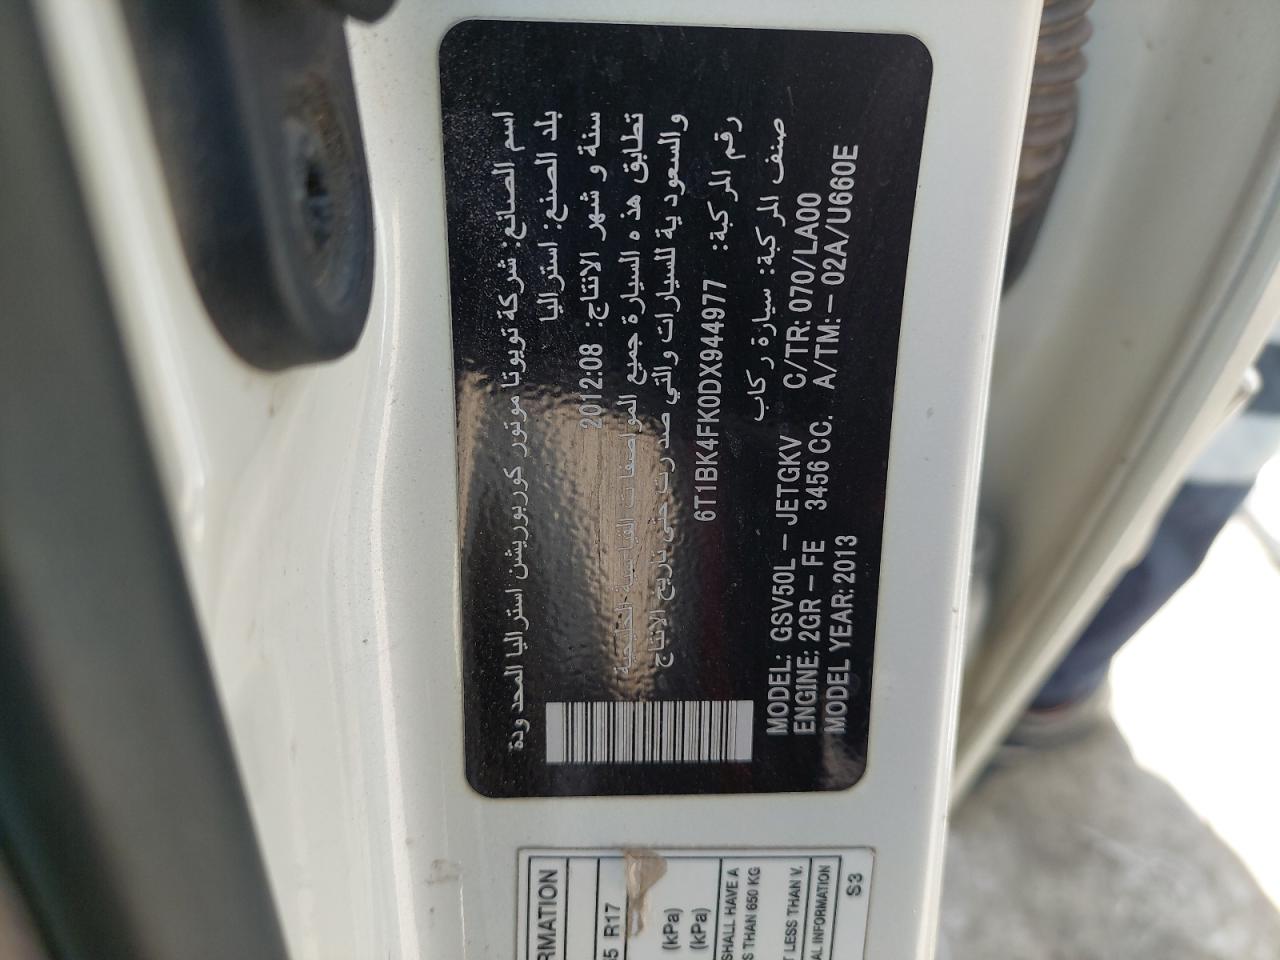 اسم الصانع: شركة تويوتا موتور كوربوريشن استراليا المحدودة
بلد الصنع: استراليا
سنة و شهر الانتاج: 2012:08
تطابق هذه السيارة جميع المواصفات القياسية الخليجية
والسعودية للسيارات والتي صدرت حتى تاريخ الانتاج
رقم المركبة: 6T1BK4FK0DX944977
صنف المركبة: سيارة ركاب
MODEL: GSV50L – JETGKV C/TR: 070/LA00
ENGINE: 2GR – FE 3456 CC. A/TM: – 02A/U660E
MODEL YEAR: 2013
RMATION
R17
(kPa)
(kPa)
SHALL HAVE A
THAN 650 KG
LESS THAN V.
INFORMATION
S3